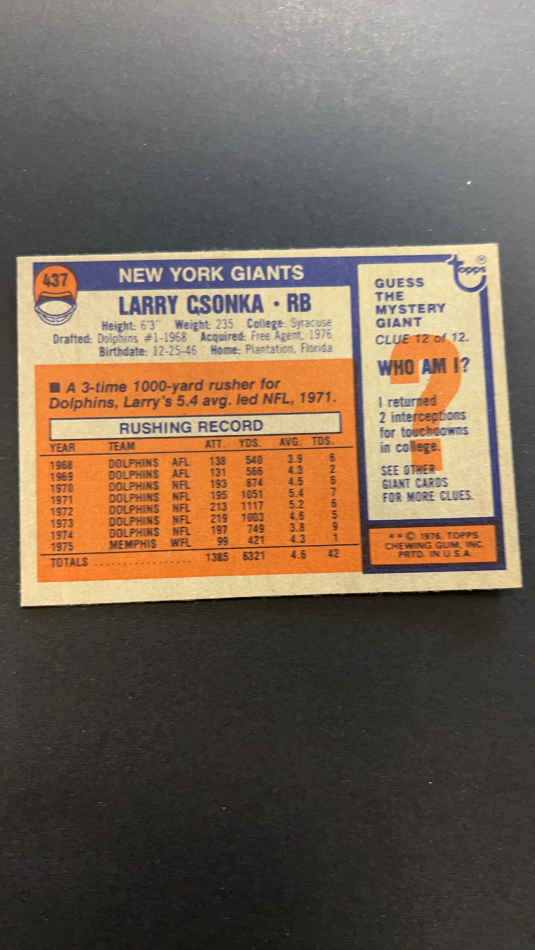 437
NEW YORK GIANTS
LARRY CSONKA • RB
Height: 6'3" Weight: 235 College: Syracuse
Drafted: Dolphins #1-1968 Acquired: Free Agent, 1976
Birthdate: 12-25-46 Home: Plantation, Florida
■ A 3-time 1000-yard rusher for
Dolphins, Larry's 5.4 avg. led NFL, 1971.
RUSHING RECORD
YEAR TEAM ATT. YDS. AVG. TDS.
1968 DOLPHINS AFL 138 540 3.9 6
1969 DOLPHINS AFL 131 566 4.3 2
1970 DOLPHINS NFL 193 874 4.5 6
1971 DOLPHINS NFL 195 1051 5.4 7
1972 DOLPHINS NFL 213 1117 5.2 6
1973 DOLPHINS NFL 219 1003 4.6 5
1974 DOLPHINS NFL 197 749 3.8 9
1975 MEMPHIS WFL 99 421 4.3 1
TOTALS .................... 1385 6321 4.6 42
topps ®
GUESS
THE
MYSTERY
GIANT
CLUE 12 of 12.
?
WHO AM I?
I returned
2 interceptions
for touchdowns
in college.
SEE OTHER
GIANT CARDS
FOR MORE CLUES.
* * © 1976, TOPPS
CHEWING GUM, INC.
PRTD. IN U.S.A.